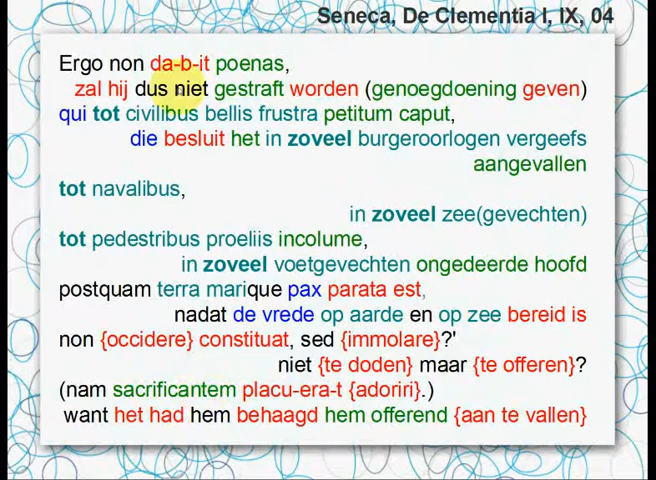 Seneca, De Clementia I, IX, 04
Ergo non da-b-it poenas,
zal hij dus niet gestraft worden (genoegdoening geven)
qui tot civilibus bellis frustra petitum caput,
die besluit het in zoveel burgeroorlogen vergeefs
aangevallen
tot navalibus,
in zoveel zee(gevechten)
tot pedestribus proeliis incolume,
in zoveel voetgevechten ongedeerde hoofd
postquam terra marique pax parata est,
nadat de vrede op aarde en op zee bereid is
non {occidere} constituat, sed {immolare}?'
niet {te doden} maar {te offeren}?
(nam sacrificantem placu-era-t {adoriri}.)
want het had hem behaagd hem offerend {aan te vallen}